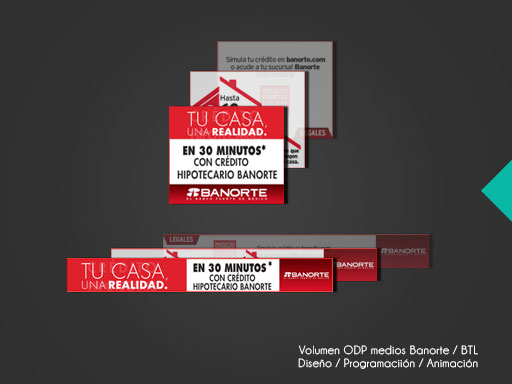 Simula tu crédito en banorte.com
o acude a tu sucursal Banorte
Hasta
LEGALES
TU CASA,
UNA REALIDAD.
EN 30 MINUTOS*
CON CRÉDITO
HIPOTECARIO BANORTE
BANORTE
EL BANCO FUERTE DE MÉXICO
LEGALES
BANORTE
BANORTE
TU CASA,
UNA REALIDAD.
EN 30 MINUTOS*
CON CRÉDITO
HIPOTECARIO BANORTE
BANORTE
Volumen ODP medios Banorte / BTL
Diseño / Programaciión / Animación